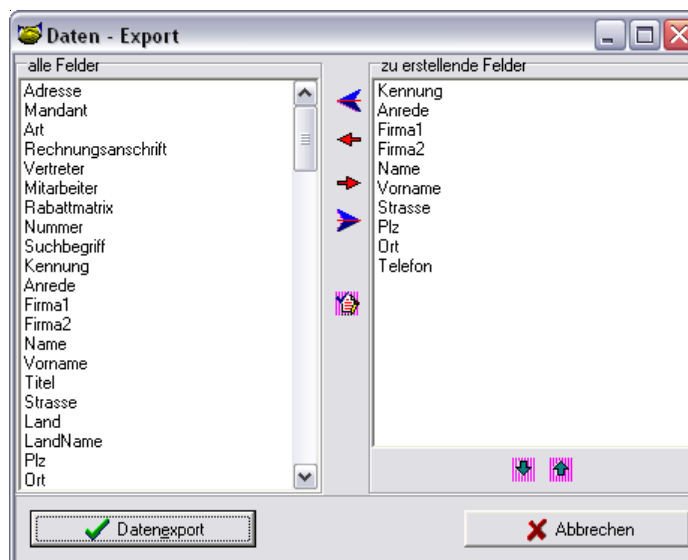 Daten - Export
alle Felder
Adresse
Mandant
Art
Rechnungsanschrift
Vertreter
Mitarbeiter
Rabattmatrix
Nummer
Suchbegriff
Kennung
Anrede
Firma1
Firma2
Name
Vorname
Titel
Strasse
Land
LandName
Plz
Ort
zu erstellende Felder
Kennung
Anrede
Firma1
Firma2
Name
Vorname
Strasse
Plz
Ort
Telefon
Datenexport
Abbrechen